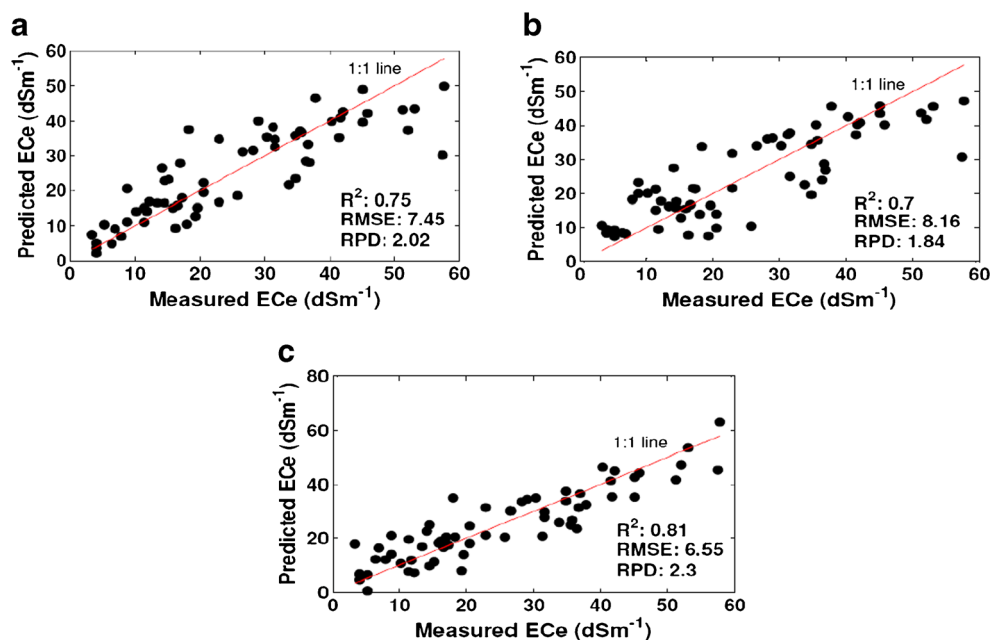 a
60
50
40
30
20
10
0
Predicted ECe (dSm⁻¹)
1:1 line
R²: 0.75
RMSE: 7.45
RPD: 2.02
0 10 20 30 40 50 60
Measured ECe (dSm⁻¹)
b
60
50
40
30
20
10
0
Predicted ECe (dSm⁻¹)
1:1 line
R²: 0.7
RMSE: 8.16
RPD: 1.84
0 10 20 30 40 50 60
Measured ECe (dSm⁻¹)
c
80
60
40
20
0
Predicted ECe (dSm⁻¹)
1:1 line
R²: 0.81
RMSE: 6.55
RPD: 2.3
0 10 20 30 40 50 60
Measured ECe (dSm⁻¹)